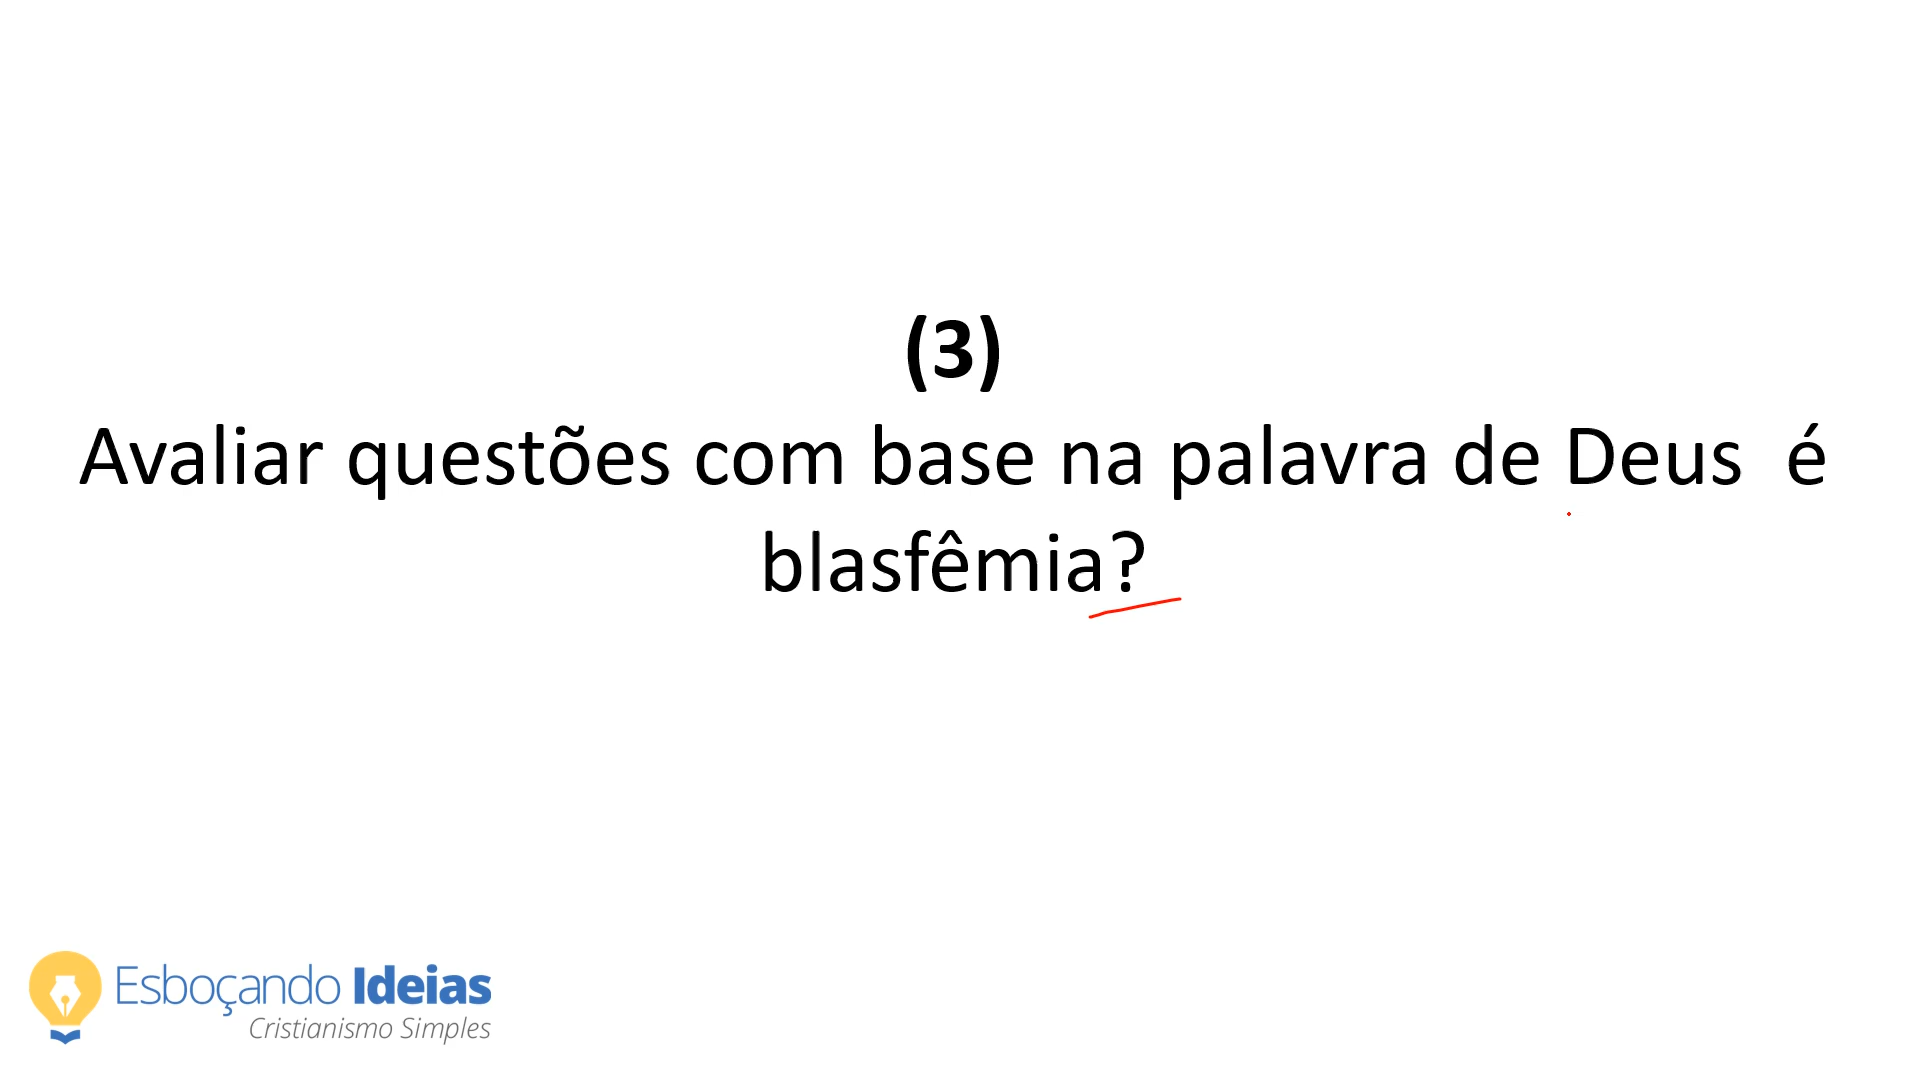 (3)
Avaliar questões com base na palavra de Deus  é
blasfêmia?
Esboçando Ideias
Cristianismo Simples